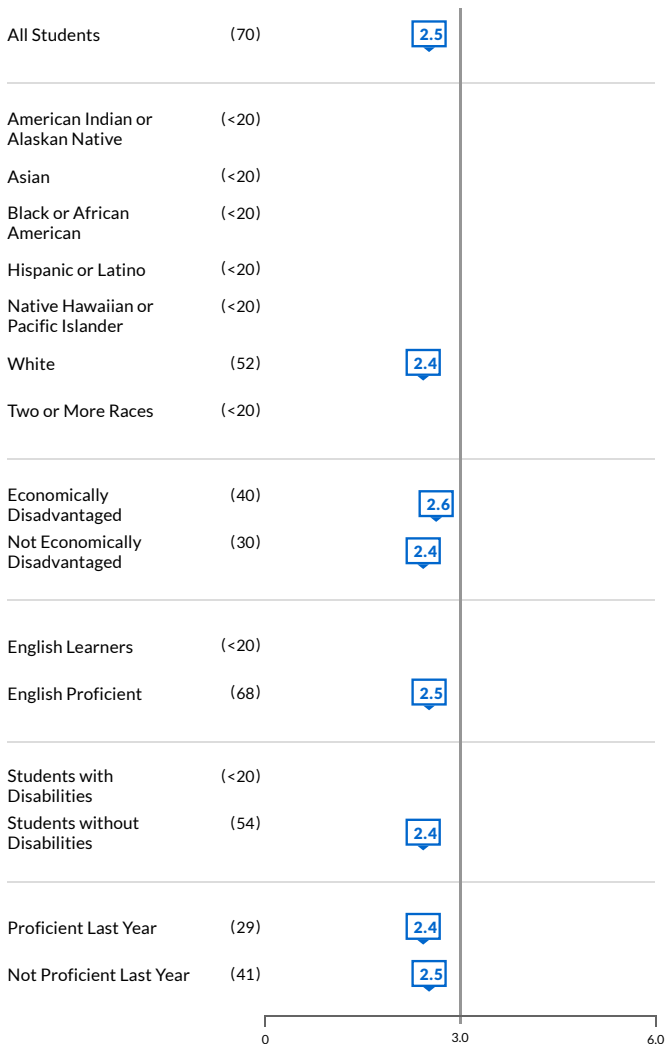 All Students (70) 2.5
American Indian or (<20)
Alaskan Native
Asian (<20)
Black or African (<20)
American
Hispanic or Latino (<20)
Native Hawaiian or (<20)
Pacific Islander
White (52) 2.4
Two or More Races (<20)
Economically (40) 2.6
Disadvantaged
Not Economically (30) 2.4
Disadvantaged
English Learners (<20)
English Proficient (68) 2.5
Students with (<20)
Disabilities
Students without (54) 2.4
Disabilities
Proficient Last Year (29) 2.4
Not Proficient Last Year (41) 2.5
0 3.0 6.0